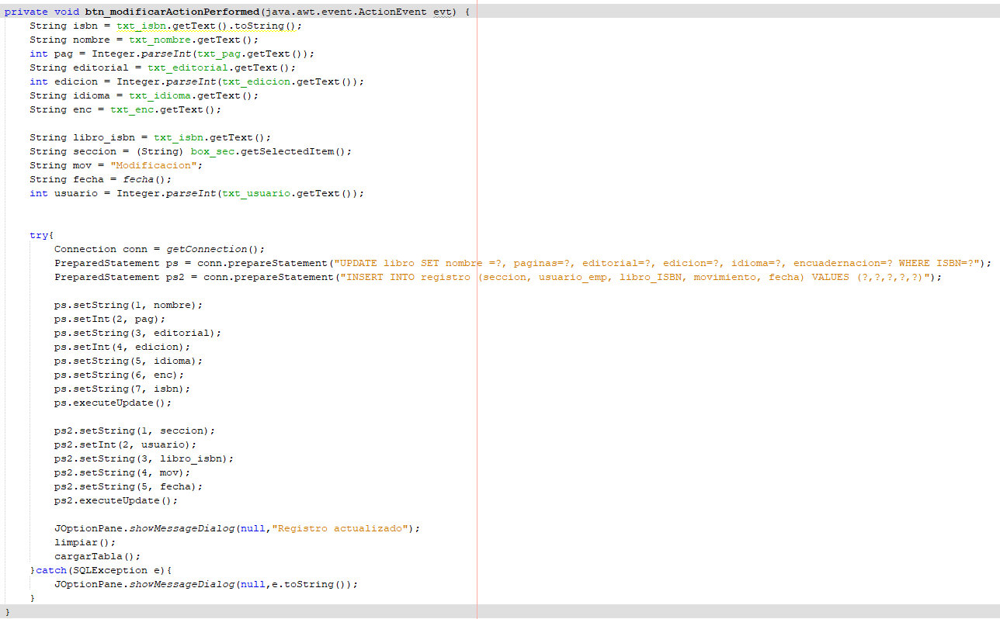 private void btn_modificarActionPerformed(java.awt.event.ActionEvent evt) {
String isbn = txt_isbn.getText().toString();
String nombre = txt_nombre.getText();
int pag = Integer.parseInt(txt_pag.getText());
String editorial = txt_editorial.getText();
int edicion = Integer.parseInt(txt_edicion.getText());
String idioma = txt_idioma.getText();
String enc = txt_enc.getText();
String libro_isbn = txt_isbn.getText();
String seccion = (String) box_sec.getSelectedItem();
String mov = "Modificacion";
String fecha = fecha();
int usuario = Integer.parseInt(txt_usuario.getText());
try{
Connection conn = getConnection();
PreparedStatement ps = conn.prepareStatement("UPDATE libro SET nombre =?, paginas=?, editorial=?, edicion=?, idioma=?, encuadernacion=? WHERE ISBN=?");
PreparedStatement ps2 = conn.prepareStatement("INSERT INTO registro (seccion, usuario_emp, libro_ISBN, movimiento, fecha) VALUES (?,?,?,?,?)");
ps.setString(1, nombre);
ps.setInt(2, pag);
ps.setString(3, editorial);
ps.setInt(4, edicion);
ps.setString(5, idioma);
ps.setString(6, enc);
ps.setString(7, isbn);
ps.executeUpdate();
ps2.setString(1, seccion);
ps2.setInt(2, usuario);
ps2.setString(3, libro_isbn);
ps2.setString(4, mov);
ps2.setString(5, fecha);
ps2.executeUpdate();
JOptionPane.showMessageDialog(null,"Registro actualizado");
limpiar();
cargarTabla();
}catch(SQLException e){
JOptionPane.showMessageDialog(null,e.toString());
}
}